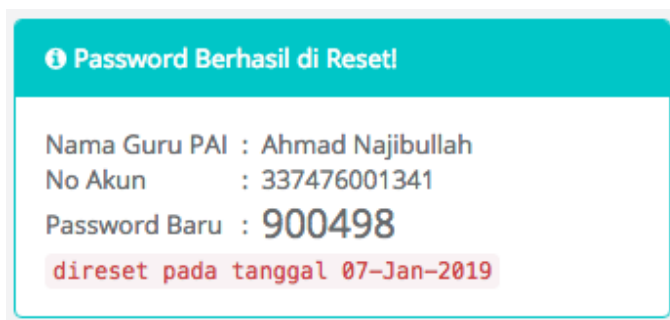 Password Berhasil di Reset!
Nama Guru PAI : Ahmad Najibullah
No Akun : 337476001341
Password Baru : 900498
direset pada tanggal 07-Jan-2019